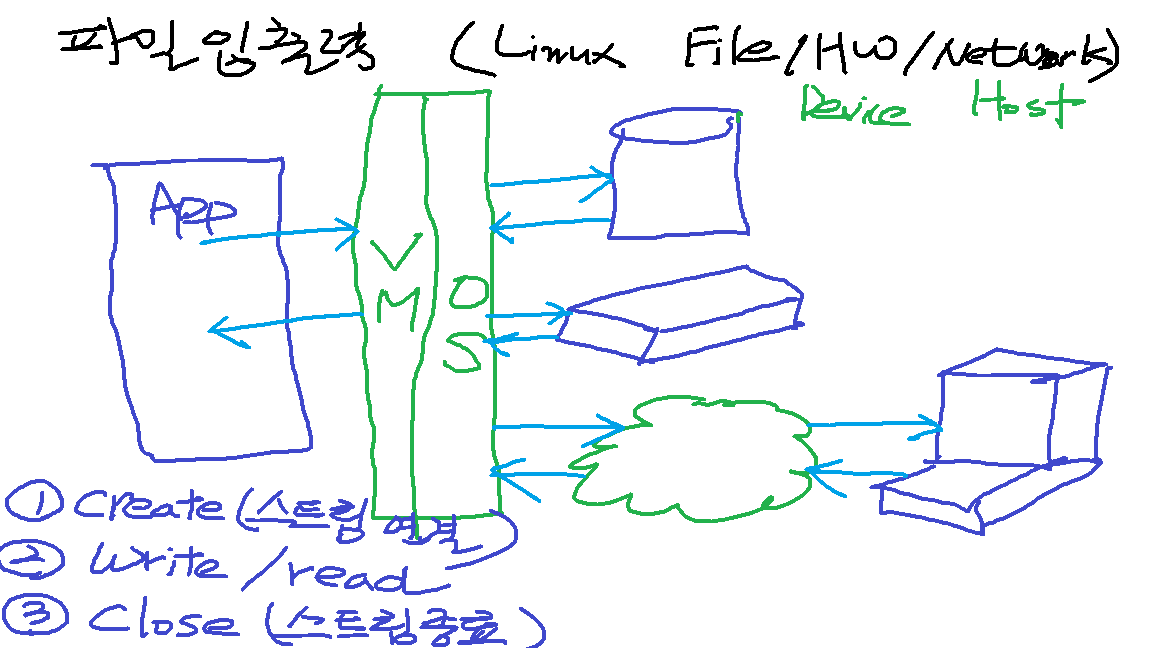 파일 입출력 (Linux File/HW/Network)
Device Host
App
VM
OS
① Create (스트림 연결)
② Write/read
③ Close (스트림종료)